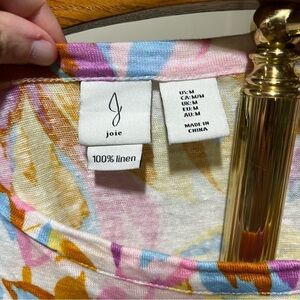 joie
100% linen
US:M
CA:M/M
UK:M
EU:M
AU:M
MADE IN
CHINA